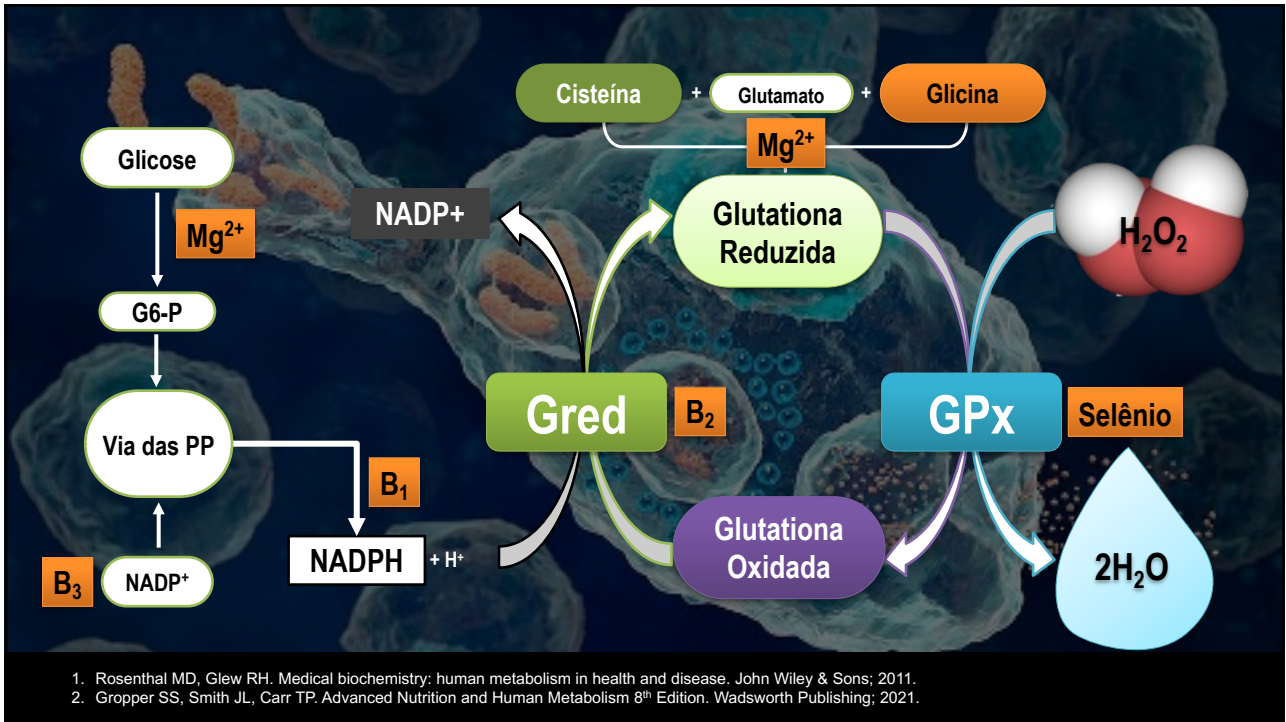 Cisteína + Glutamato + Glicina
Mg²⁺
Glicose
Mg²⁺
NADP+
Glutationa
Reduzida
H₂O₂
G6-P
Via das PP
Gred
B₂
GPx
Selênio
B₁
NADPH + H⁺
B₃
NADP⁺
Glutationa
Oxidada
2H₂O
1. Rosenthal MD, Glew RH. Medical biochemistry: human metabolism in health and disease. John Wiley & Sons; 2011.
2. Gropper SS, Smith JL, Carr TP. Advanced Nutrition and Human Metabolism 8th Edition. Wadsworth Publishing; 2021.